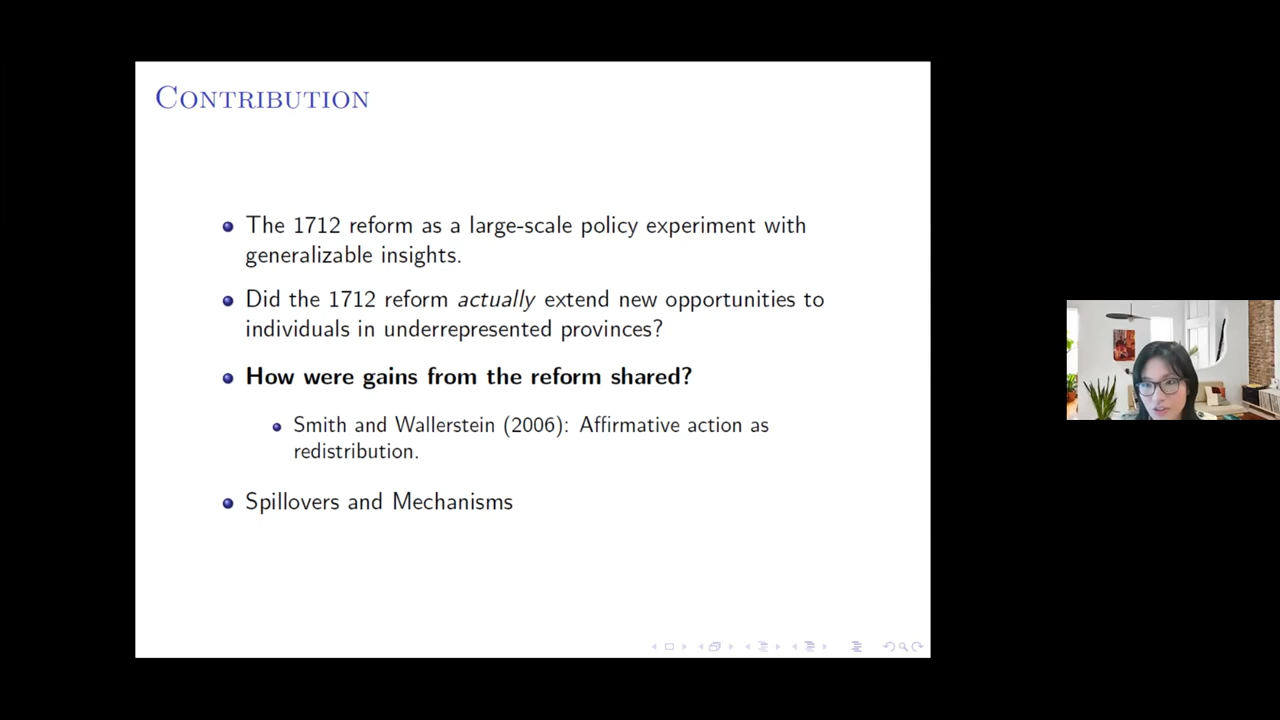 Contribution
The 1712 reform as a large-scale policy experiment with
generalizable insights.
Did the 1712 reform actually extend new opportunities to
individuals in underrepresented provinces?
How were gains from the reform shared?
Smith and Wallerstein (2006): Affirmative action as
redistribution.
Spillovers and Mechanisms